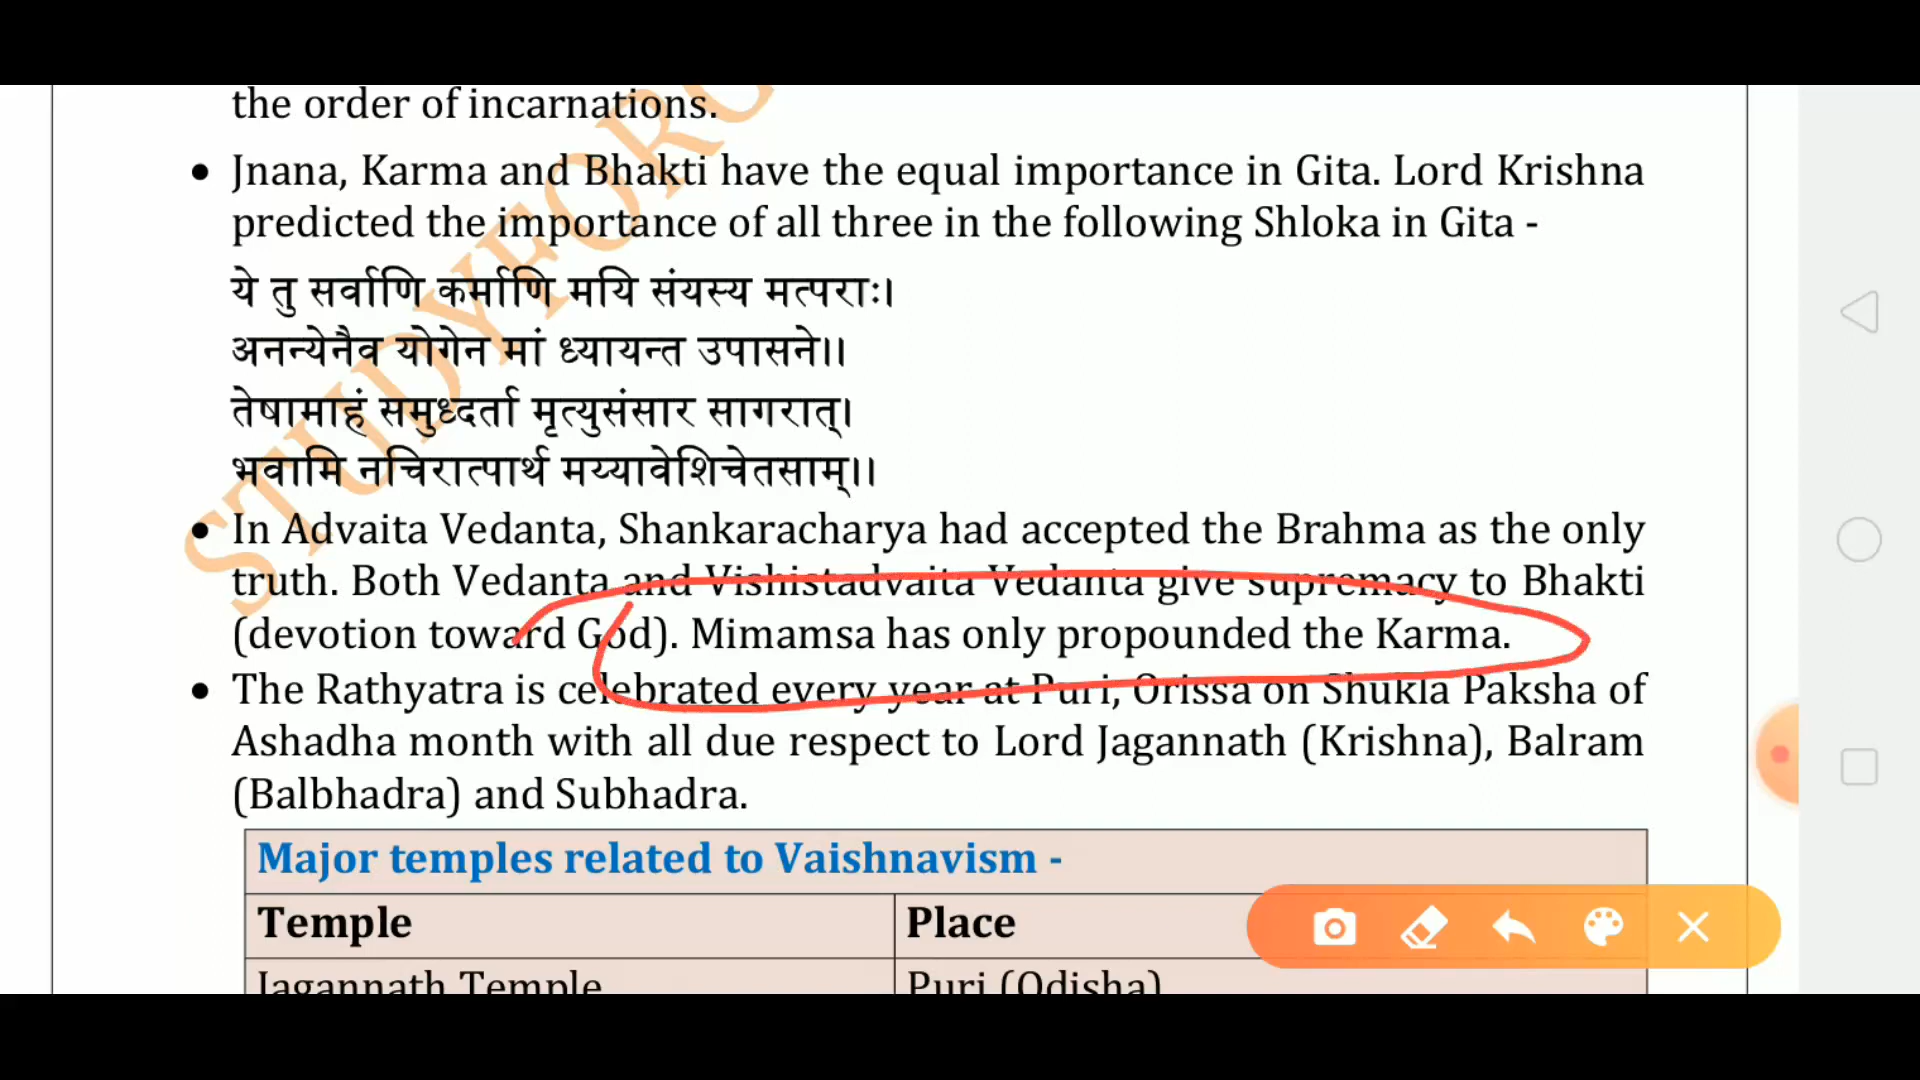 the order of incarnations.
• Jnana, Karma and Bhakti have the equal importance in Gita. Lord Krishna
predicted the importance of all three in the following Shloka in Gita -
ये तु सर्वाणि कर्माणि मयि संयस्य मत्पराः।
अनन्येनैव योगेन मां ध्यायन्त उपासने।।
तेषामाहं समुध्दर्ता मृत्युसंसार सागरात्।
भवामि नचिरात्पार्थ मय्यावेशिचेतसाम्।।
• In Advaita Vedanta, Shankaracharya had accepted the Brahma as the only
truth. Both Vedanta and Vishistadvaita Vedanta give supremacy to Bhakti
(devotion toward God). Mimamsa has only propounded the Karma.
• The Rathyatra is celebrated every year at Puri, Orissa on Shukla Paksha of
Ashadha month with all due respect to Lord Jagannath (Krishna), Balram
(Balbhadra) and Subhadra.
Major temples related to Vaishnavism -
Temple Place
Jagannath Temple Puri (Odisha)
STUDYFORC